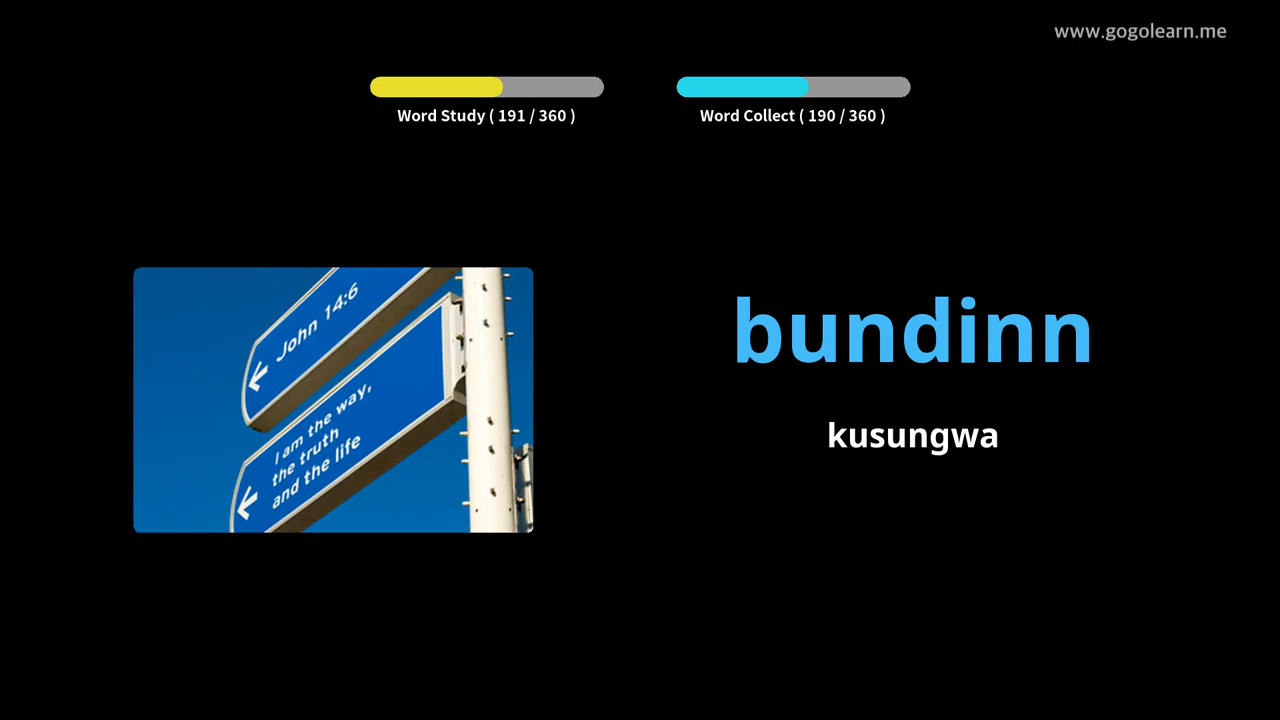 www.gogolearn.me
Word Study ( 191 / 360 )
Word Collect ( 190 / 360 )
John 14:6
I am the way,
the truth
and the life
bundinn
kusungwa